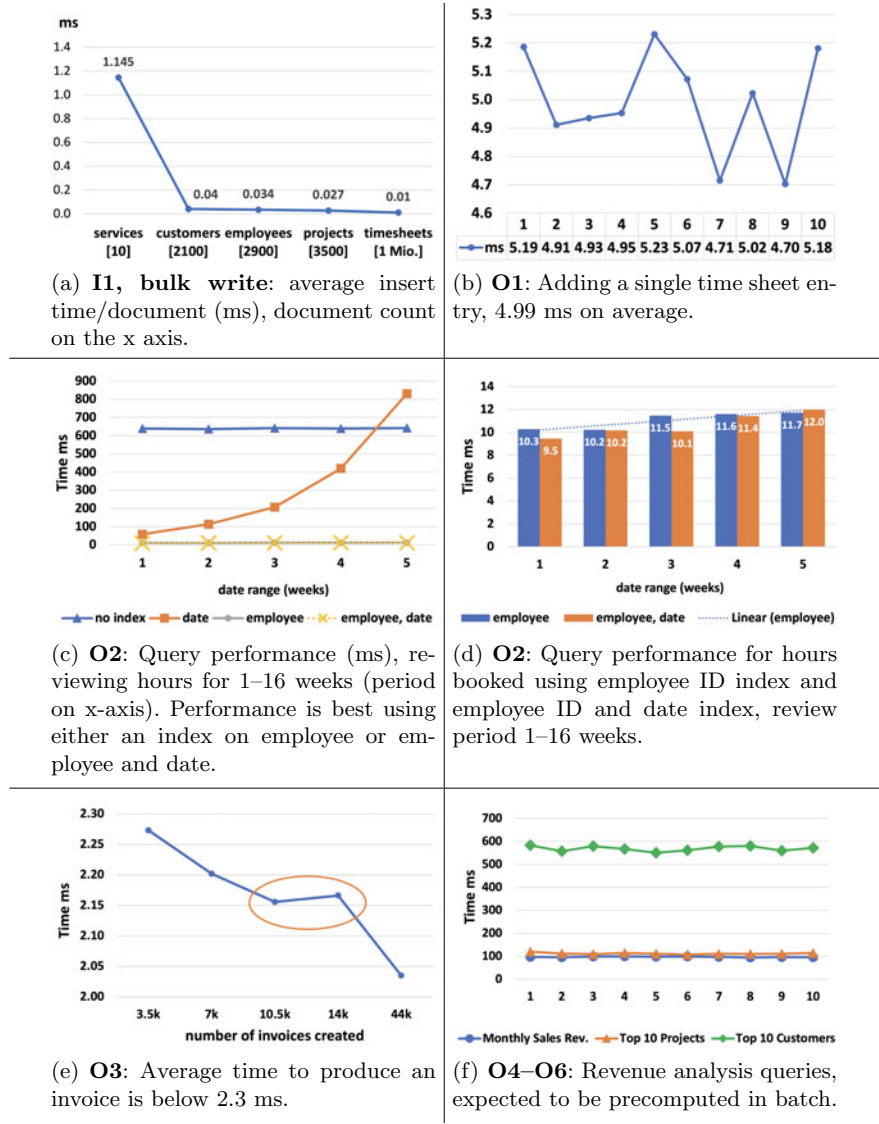 ms
1.4
1.2
1.0
0.8
0.6
0.4
0.2
0.0
1.145
0.04
0.034
0.027
0.01
services customers employees projects timesheets
[10] [2100] [2900] [3500] [1 Mio.]
(a) I1, bulk write: average insert
time/document (ms), document count
on the x axis.
5.3
5.2
5.1
5.0
4.9
4.8
4.7
4.6
1 2 3 4 5 6 7 8 9 10
ms 5.19 4.91 4.93 4.95 5.23 5.07 4.71 5.02 4.70 5.18
(b) O1: Adding a single time sheet en-
try, 4.99 ms on average.
Time ms
900
800
700
600
500
400
300
200
100
0
1 2 3 4 5
date range (weeks)
no index date employee employee, date
(c) O2: Query performance (ms), re-
viewing hours for 1–16 weeks (period
on x-axis). Performance is best using
either an index on employee or em-
ployee and date.
Time ms
14
12
10
8
6
4
2
0
10.3 9.5 10.2 10.2 11.5 10.1 11.6 11.4 11.7 12.0
1 2 3 4 5
date range (weeks)
employee employee, date Linear (employee)
(d) O2: Query performance for hours
booked using employee ID index and
employee ID and date index, review
period 1–16 weeks.
Time ms
2.30
2.25
2.20
2.15
2.10
2.05
2.00
3.5k 7k 10.5k 14k 44k
number of invoices created
(e) O3: Average time to produce an
invoice is below 2.3 ms.
Time ms
700
600
500
400
300
200
100
0
1 2 3 4 5 6 7 8 9 10
Monthly Sales Rev. Top 10 Projects Top 10 Customers
(f) O4–O6: Revenue analysis queries,
expected to be precomputed in batch.